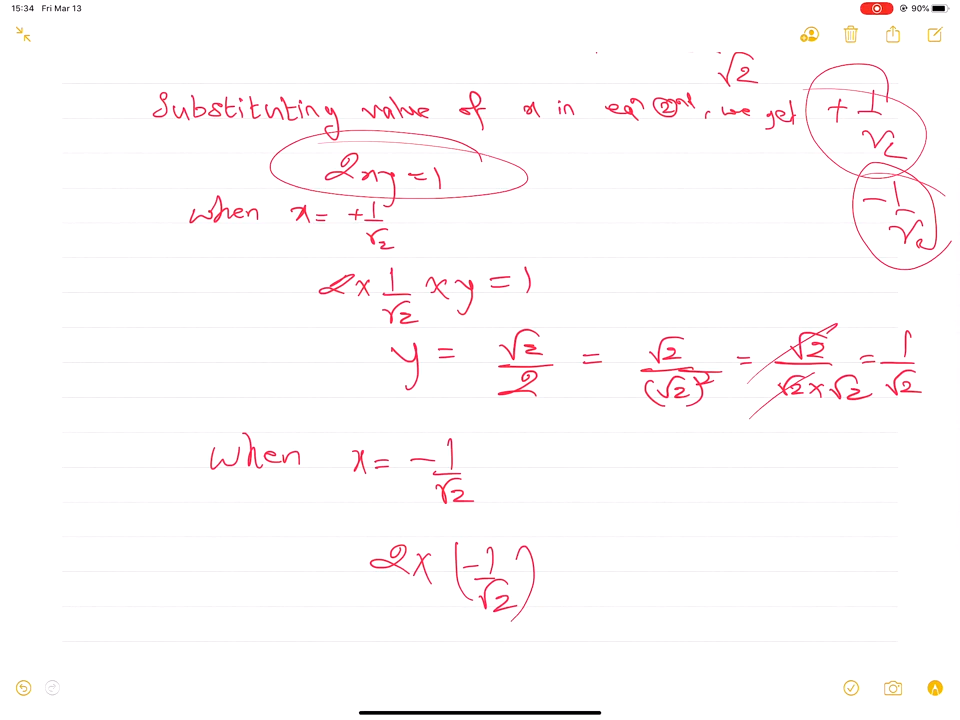 15:34 Fri Mar 13 90%
√2
Substituting value of x in eqn 2nd, we get + 1/√2
2xy = 1
- 1/√2
when x = + 1/√2
2 x 1/√2 x y = 1
y = √2/2 = √2/(√2)² = √2/√2 x √2 = 1/√2
when x = - 1/√2
2 x (-1/√2)